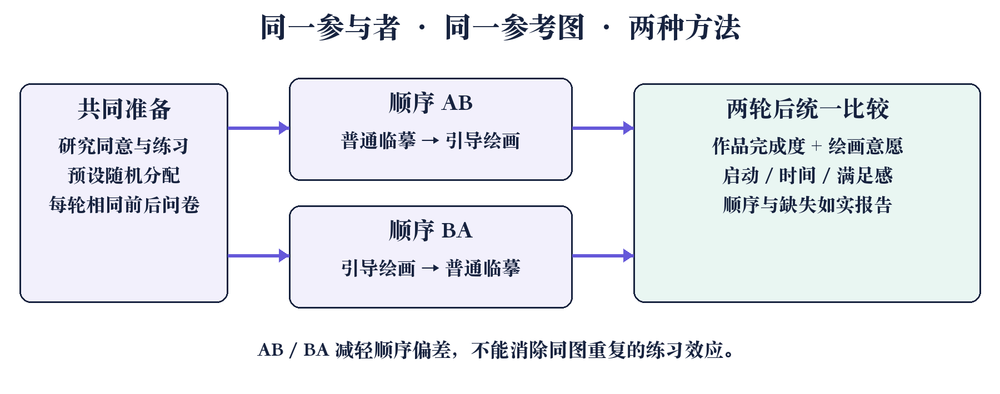 同一参与者 · 同一参考图 · 两种方法
共同准备
研究同意与练习
预设随机分配
每轮相同前后问卷
顺序 AB
普通临摹 → 引导绘画
顺序 BA
引导绘画 → 普通临摹
两轮后统一比较
作品完成度 + 绘画意愿
启动 / 时间 / 满足感
顺序与缺失如实报告
AB / BA 减轻顺序偏差，不能消除同图重复的练习效应。